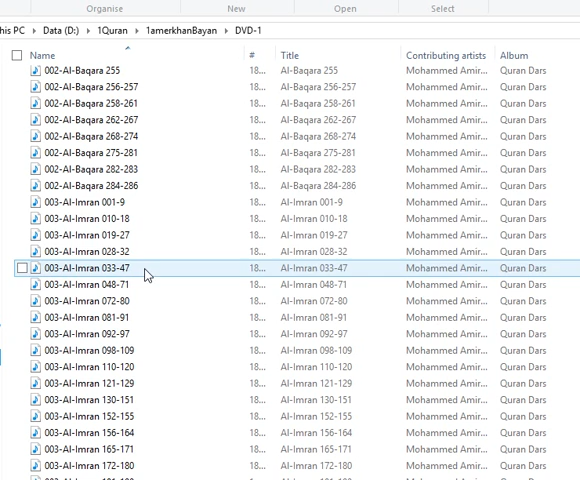 Organise New Open Select
his PC > Data (D:) > 1Quran > 1amerkhanBayan > DVD-1
Name # Title Contributing artists Album
002-Al-Baqara 255 18... Al-Baqara 255 Mohammed Amir... Quran Dars
002-Al-Baqara 256-257 18... Al-Baqara 256-257 Mohammed Amir... Quran Dars
002-Al-Baqara 258-261 18... Al-Baqara 258-261 Mohammed Amir... Quran Dars
002-Al-Baqara 262-267 18... Al-Baqara 262-267 Mohammed Amir... Quran Dars
002-Al-Baqara 268-274 18... Al-Baqara 268-274 Mohammed Amir... Quran Dars
002-Al-Baqara 275-281 18... Al-Baqara 275-281 Mohammed Amir... Quran Dars
002-Al-Baqara 282-283 18... Al-Baqara 282-283 Mohammed Amir... Quran Dars
002-Al-Baqara 284-286 18... Al-Baqara 284-286 Mohammed Amir... Quran Dars
003-Al-Imran 001-9 18... Al-Imran 001-9 Mohammed Amir... Quran Dars
003-Al-Imran 010-18 18... Al-Imran 010-18 Mohammed Amir... Quran Dars
003-Al-Imran 019-27 18... Al-Imran 019-27 Mohammed Amir... Quran Dars
003-Al-Imran 028-32 18... Al-Imran 028-32 Mohammed Amir... Quran Dars
003-Al-Imran 033-47 18... Al-Imran 033-47 Mohammed Amir... Quran Dars
003-Al-Imran 048-71 18... Al-Imran 048-71 Mohammed Amir... Quran Dars
003-Al-Imran 072-80 18... Al-Imran 072-80 Mohammed Amir... Quran Dars
003-Al-Imran 081-91 18... Al-Imran 081-91 Mohammed Amir... Quran Dars
003-Al-Imran 092-97 18... Al-Imran 092-97 Mohammed Amir... Quran Dars
003-Al-Imran 098-109 18... Al-Imran 098-109 Mohammed Amir... Quran Dars
003-Al-Imran 110-120 18... Al-Imran 110-120 Mohammed Amir... Quran Dars
003-Al-Imran 121-129 18... Al-Imran 121-129 Mohammed Amir... Quran Dars
003-Al-Imran 130-151 18... Al-Imran 130-151 Mohammed Amir... Quran Dars
003-Al-Imran 152-155 18... Al-Imran 152-155 Mohammed Amir... Quran Dars
003-Al-Imran 156-164 18... Al-Imran 156-164 Mohammed Amir... Quran Dars
003-Al-Imran 165-171 18... Al-Imran 165-171 Mohammed Amir... Quran Dars
003-Al-Imran 172-180 18... Al-Imran 172-180 Mohammed Amir... Quran Dars